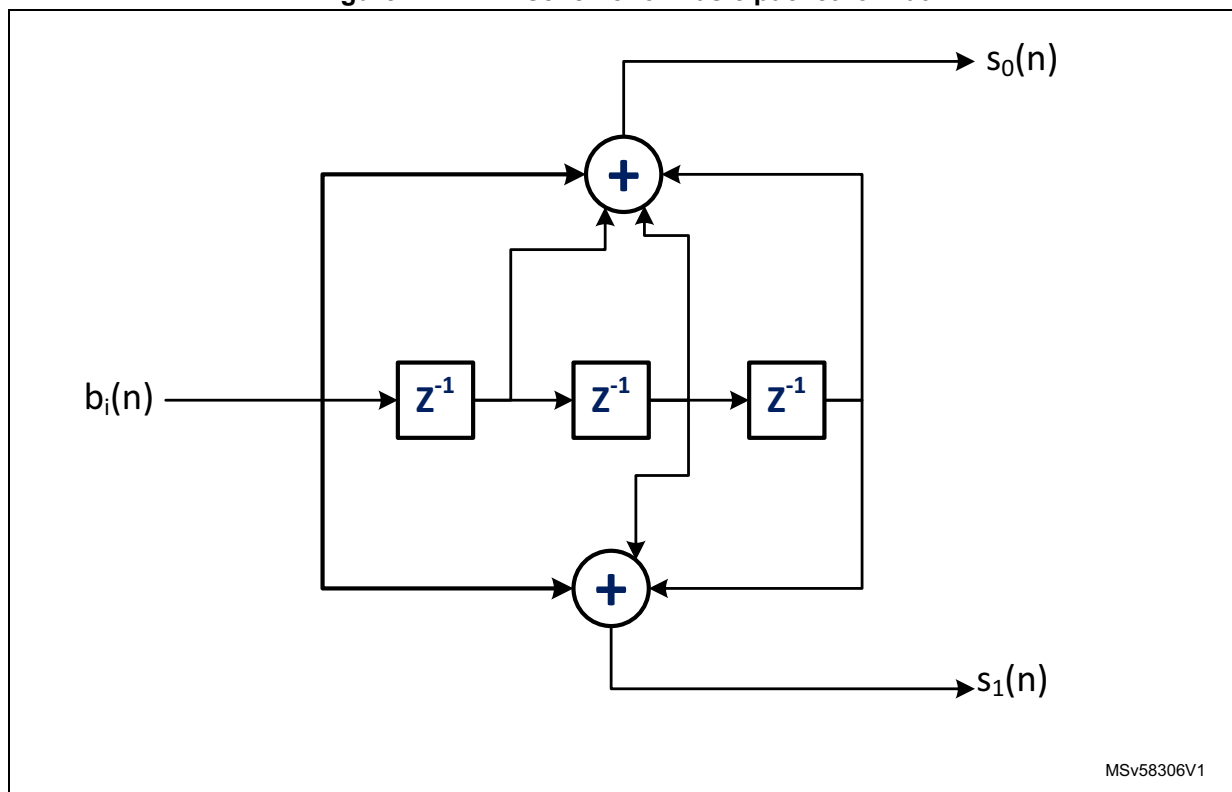 s₀(n)
+
bᵢ(n) Z⁻¹ Z⁻¹ Z⁻¹
+
s₁(n)
MSv58306V1